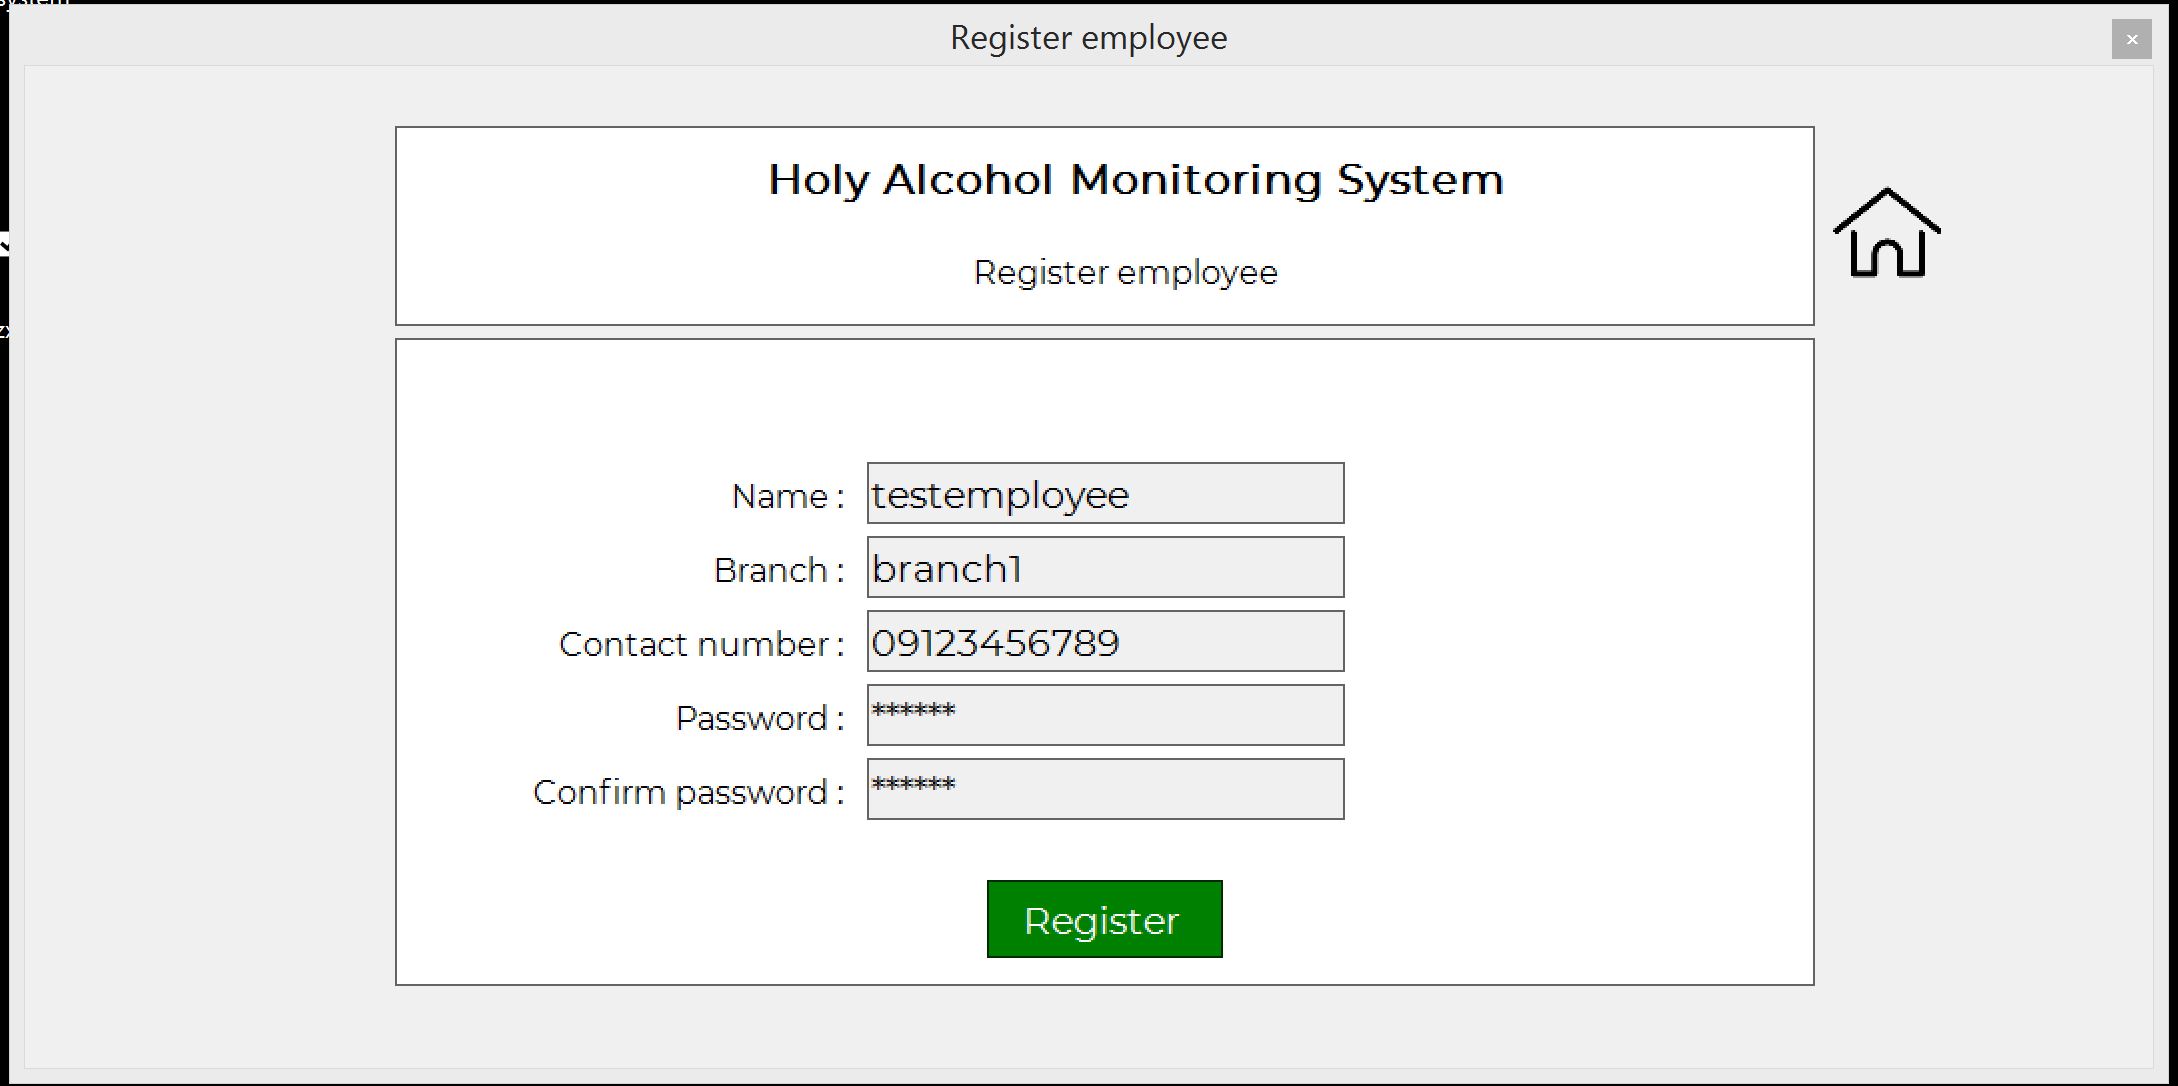 Register employee
Holy Alcohol Monitoring System
Register employee
Name : testemployee
Branch : branch1
Contact number : 09123456789
Password : ******
Confirm password : ******
Register